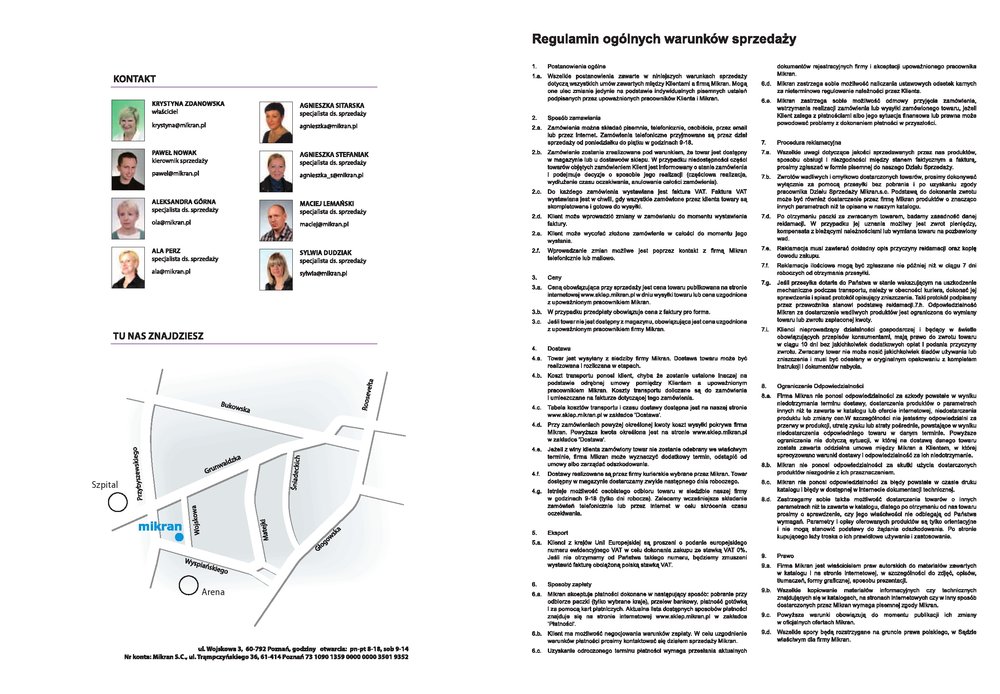 KONTAKT
KRYSTYNA ZDANOWSKA
właściciel
krystyna@mikran.pl
PAWEŁ NOWAK
kierownik sprzedaży
pawel@mikran.pl
ALEKSANDRA GÓRNA
specjalista ds. sprzedaży
ola@mikran.pl
ALA PERZ
specjalista ds. sprzedaży
ala@mikran.pl
AGNIESZKA SITARSKA
specjalista ds. sprzedaży
agnieszka@mikran.pl
AGNIESZKA STEFANIAK
specjalista ds. sprzedaży
agnieszka_s@mikran.pl
MACIEJ LEMAŃSKI
specjalista ds. sprzedaży
maciej@mikran.pl
SYLWIA DUDZIAK
specjalista ds. sprzedaży
sylwia@mikran.pl
TU NAS ZNAJDZIESZ
Bukowska
Roosevelta
Grunwaldzka
Przybyszewskiego
Śniadeckich
Szpital
Wojskowa
mikran
Matejki
Głogowska
Wyspiańskiego
Arena
ul. Wojskowa 3, 60-792 Poznań, godziny otwarcia: pn-pt 8-18, sob 9-14
Nr konta: Mikran S.C., ul. Trąmpczyńskiego 36, 61-414 Poznań 73 1090 1359 0000 0000 3501 9352
Regulamin ogólnych warunków sprzedaży
1. Postanowienie ogólne
1.a. Wszelkie postanowienia zawarte w niniejszych warunkach sprzedaży
dotyczą wszystkich umów zawartych między Klientami a firmą Mikran. Mogą
one ulec zmianie jedynie na podstawie indywidualnych pisemnych ustaleń
podpisanych przez upoważnionych pracowników Klienta i Mikran.
2. Sposób zamawiania
2.a. Zamówienia można składać pisemnie, telefonicznie, osobiście, przez email
lub przez Internet. Zamówienia telefoniczne przyjmowane są przez dział
sprzedaży od poniedziałku do piątku w godzinach 9-18.
2.b. Zamówienie zostanie zrealizowane pod warunkiem, że towar jest dostępny
w magazynie lub u dostawców sklepu. W przypadku niedostępności części
towarów objętych zamówieniem Klient jest informowany o stanie zamówienia
i podejmuje decyzję o sposobie jego realizacji (częściowa realizacja,
wydłużenie czasu oczekiwania, anulowanie całości zamówienia).
2.c. Do każdego zamówienia wystawiana jest faktura VAT. Faktura VAT
wystawiana jest w chwili, gdy wszystkie zamówione przez klienta towary są
skompletowane i gotowe do wysyłki.
2.d. Klient może wprowadzić zmiany w zamówieniu do momentu wystawienia
faktury.
2.e. Klient może wycofać złożone zamówienie w całości do momentu jego
wysłania.
2.f. Wprowadzanie zmian możliwe jest poprzez kontakt z firmą Mikran
telefonicznie lub mailowo.
3. Ceny
3.a. Ceną obowiązującą przy sprzedaży jest cena towaru publikowana na stronie
internetowej www.sklep.mikran.pl w dniu wysyłki towaru lub cena uzgodniona
z upoważnionym pracownikiem Mikran.
3.b. W przypadku przedpłaty obowiązuje cena z faktury pro forma.
3.c. Jeśli towar nie jest dostępny z magazynu, obowiązującą jest cena uzgodniona
z upoważnionym pracownikiem firmy Mikran.
4. Dostawa
4.a. Towar jest wysyłany z siedziby firmy Mikran. Dostawa towaru może być
realizowana i rozliczana w etapach.
4.b. Koszt transportu ponosi klient, chyba że zostanie ustalone inaczej na
podstawie odrębnej umowy pomiędzy Klientem a upoważnionym
pracownikiem Mikran. Koszty transportu doliczane są do zamówienia
i umieszczane na fakturze dotyczącej tego zamówienia.
4.c. Tabela kosztów transportu i czasu dostawy dostępna jest na naszej stronie
www.sklep.mikran.pl w zakładce 'Dostawa'.
4.d. Przy zamówieniach powyżej określonej kwoty koszt wysyłki pokrywa firma
Mikran. Powyższa kwota określona jest na stronie www.sklep.mikran.pl
w zakładce 'Dostawa'.
4.e. Jeżeli z winy klienta zamówiony towar nie zostanie odebrany we właściwym
terminie, firma Mikran może wyznaczyć dodatkowy termin, odstąpić od
umowy albo zarządać odszkodowania.
4.f. Dostawy realizowane są przez firmy kurierskie wybrane przez Mikran. Towar
dostępny w magazynie dostarczamy zwykle następnego dnia roboczego.
4.g. Istnieje możliwość osobistego odbioru towaru w siedzibie naszej firmy
w godzinach 9-18 (tylko dni robocze). Zalecamy wcześniejsze składanie
zamówień telefonicznie lub przez Internet w celu skrócenia czasu
oczekiwania.
5. Eksport
5.a. Klienci z krajów Unii Europejskiej są proszeni o podanie europejskiego
numeru ewidencyjnego VAT w celu dokonania zakupu ze stawką VAT 0%.
Jeśli nie otrzymamy od Państwa takiego numeru, będziemy zmuszeni
wystawić fakturę obciążoną polską stawką VAT.
6. Sposoby zapłaty
6.a. Mikran akceptuje płatności dokonane w następujący sposób: pobranie przy
odbiorze paczki (tylko wybrane kraje), przelew bankowy, płatność gotówką
i za pomocą kart płatniczych. Aktualna lista dostępnych sposobów płatności
znajduje się na stronie internetowej www.sklep.mikran.pl w zakładce
'Płatności'.
6.b. Klient ma możliwość negocjowania warunków zapłaty. W celu uzgodnienie
warunków płatności prosimy kontaktować się działem sprzedaży Mikran.
6.c. Uzyskanie odroczonego terminu płatności wymaga przesłania aktualnych
dokumentów rejestracyjnych firmy i akceptacji upoważnionego pracownika
Mikran.
6.d. Mikran zastrzega sobie możliwość naliczania ustawowych odsetek karnych
za nieterminowe regulowanie należności przez Klienta.
6.e. Mikran zastrzega sobie możliwość odmowy przyjęcia zamówienia,
wstrzymania realizacji zamówienia lub wysyłki zamówionego towaru, jeżeli
Klient zalega z płatnościami albo jego sytuacja finansowa lub prawna może
powodować problemy z dokonaniem płatności w przyszłości.
7. Procedura reklamacyjna
7.a. Wszelkie uwagi dotyczące jakości sprzedawanych przez nas produktów,
sposobu obsługi i niezgodności między stanem faktycznym a fakturą,
prosimy zgłaszać w formie pisemnej do naszego Działu Sprzedaży.
7.b. Zwrotów wadliwych i omyłkowo dostarczonych towarów, prosimy dokonywać
wyłącznie za pomocą przesyłki bez pobrania i po uzyskaniu zgody
pracownika Działu Sprzedaży Mikran.s.c. Podstawą do dokonania zwrotu
może być również dostarczenie przez firmę Mikran produktów o znacząco
innych parametrach niż te opisane w naszym katalogu.
7.d. Po otrzymaniu paczki ze zwracanym towarem, badamy zasadność danej
reklamacji. W przypadku jej uznania możliwy jest zwrot pieniędzy,
kompensata z bieżącymi należnościami lub wymiana towaru na pozbawiony
wad.
7.e. Reklamacja musi zawierać dokładny opis przyczyny reklamacji oraz kopię
dowodu zakupu.
7.f. Reklamacje ilościowe mogą być zgłaszane nie później niż w ciągu 7 dni
roboczych od otrzymania przesyłki.
7.g. Jeśli przesyłka dotarła do Państwa w stanie wskazującym na uszkodzenie
mechaniczne podczas transportu, należy w obecności kuriera, dokonać jej
sprawdzenia i spisać protokół opisujący zniszczenia. Taki protokół podpisany
przez przewoźnika stanowi podstawę reklamacji.7.h. Odpowiedzialność
Mikran za dostarczenie wadliwych produktów jest ograniczona do wymiany
towaru lub zwrotu zapłaconej kwoty.
7.i. Klienci nieprowadzący działalności gospodarczej i będący w świetle
obowiązujących przepisów konsumentami, mają prawo do zwrotu towaru
w ciągu 10 dni bez jakichkolwiek dodatkowych opłat i podania przyczyny
zwrotu. Zwracany towar nie może nosić jakichkolwiek śladów używania lub
zniszczenia i musi być odesłany w oryginalnym opakowaniu z kompletem
instrukcji i dokumentów nabycia.
8. Ograniczenie Odpowiedzialności
8.a. Firma Mikran nie ponosi odpowiedzialności za szkody powstałe w wyniku
niedotrzymania terminu dostawy, dostarczenia produktów o parametrach
innych niż te zawarte w katalogu lub ofercie internetowej, niedostarczenia
produktu lub zmiany cen.W szczególności nie jesteśmy odpowiedzialni za
przerwy w produkcji, utratę zysku lub straty pośrednie, powstające w wyniku
niedostarczenia odpowiedniego towaru w danym terminie. Powyższe
ograniczenie nie dotyczą sytuacji, w której na dostawę danego towaru
została zawarta oddzielna umowa między Mikran a Klientem, w której
sprecyzowano warunki dostawy i odpowiedzialność za ich niedotrzymanie.
8.b. Mikran nie ponosi odpowiedzialności za skutki użycia dostarczonych
produktów niezgodnie z ich przeznaczeniem.
8.c. Mikran nie ponosi odpowiedzialności za błędy powstałe w czasie druku
katalogu i błędy w dostępnej w Internecie dokumentacji technicznej.
8.d. Zastrzegamy sobie także możliwość dostarczenia towarów o innych
parametrach niż te zawarte w katalogu, dlatego po otrzymaniu od nas towaru
prosimy o sprawdzenie, czy jego właściwości nie odbiegają od Państwa
wymagań. Parametry i opisy oferowanych produktów są tylko orientacyjne
i nie mogą stanowić podstawy do żądania odszkodowania. Po stronie
kupującego leży troska o ich prawidłowe używanie i zastosowanie.
9. Prawo
9.a. Firma Mikran jest właścicielem praw autorskich do materiałów zawartych
w katalogu i na stronie internetowej, w szczególności do zdjęć, opisów,
tłumaczeń, formy graficznej, sposobu prezentacji.
9.b. Wszelkie kopiowanie materiałów informacyjnych czy technicznych
znajdujących się w katalogach, na stronach internetowych czy w inny sposób
dostarczonych przez Mikran wymaga pisemnej zgody Mikran.
9.c. Powyższe warunki obowiązują do momentu publikacji ich zmiany
w oficjalnych ofertach Mikran.
9.d. Wszelkie spory będą rozstrzygane na gruncie prawa polskiego, w Sądzie
właściwym dla firmy Mikran.